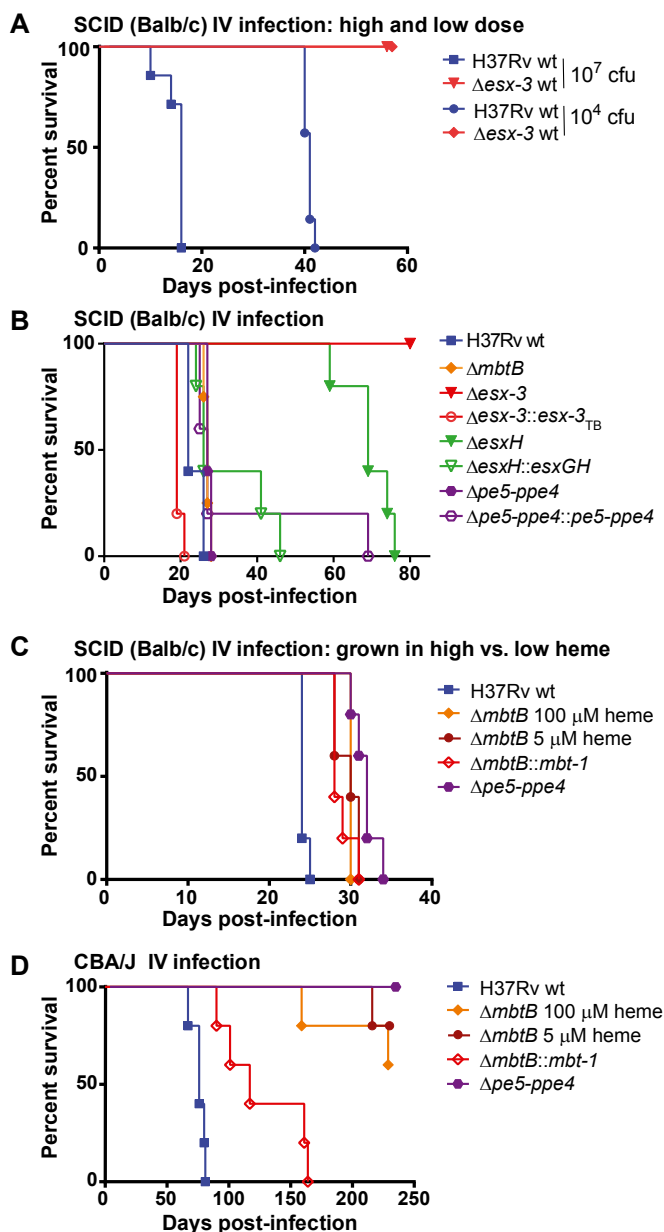 A SCID (Balb/c) IV infection: high and low dose
Percent survival
100
50
0
0 20 40 60
Days post-infection
H37Rv wt
Δesx-3 wt
10⁷ cfu
H37Rv wt
Δesx-3 wt
10⁴ cfu
B SCID (Balb/c) IV infection
Percent survival
100
50
0
0 20 40 60 80
Days post-infection
H37Rv wt
ΔmbtB
Δesx-3
Δesx-3::esx-3TB
ΔesxH
ΔesxH::esxGH
Δpe5-ppe4
Δpe5-ppe4::pe5-ppe4
C SCID (Balb/c) IV infection: grown in high vs. low heme
Percent survival
100
50
0
0 20 30 40
Days post-infection
H37Rv wt
ΔmbtB 100 μM heme
ΔmbtB 5 μM heme
ΔmbtB::mbt-1
Δpe5-ppe4
D CBA/J IV infection
Percent survival
100
50
0
0 50 100 150 200 250
Days post-infection
H37Rv wt
ΔmbtB 100 μM heme
ΔmbtB 5 μM heme
ΔmbtB::mbt-1
Δpe5-ppe4